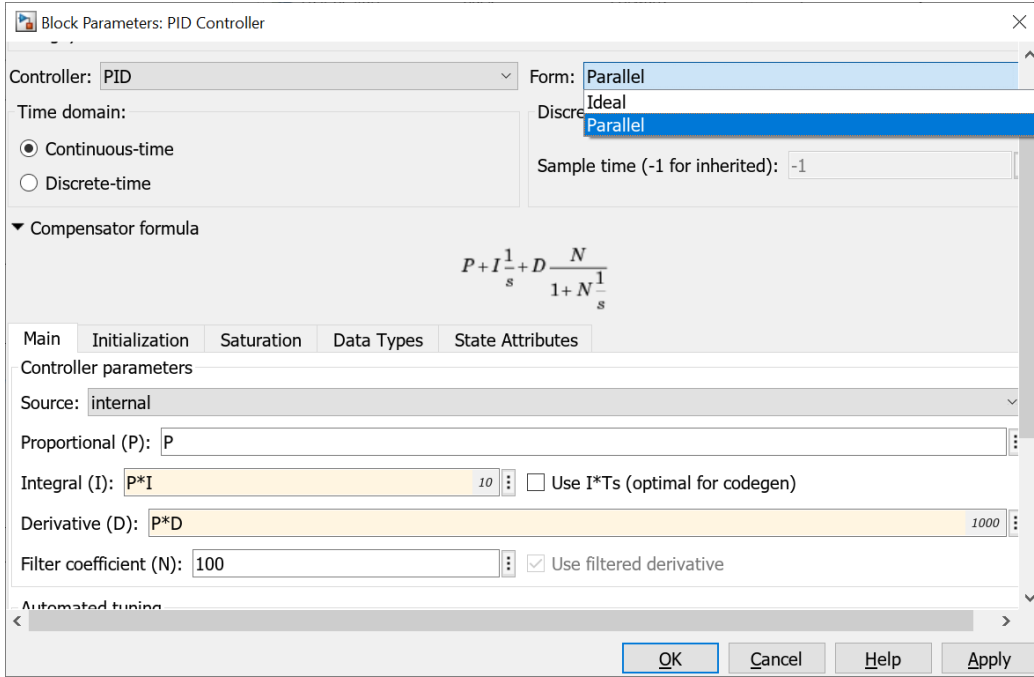 Block Parameters: PID Controller
Controller: PID
Form: Parallel
Ideal
Parallel
Time domain:
Continuous-time
Discrete-time
Discre
Sample time (-1 for inherited): -1
Compensator formula
P + I 1/s + D N/(1 + N 1/s)
Main Initialization Saturation Data Types State Attributes
Controller parameters
Source: internal
Proportional (P): P
Integral (I): P*I 10 Use I*Ts (optimal for codegen)
Derivative (D): P*D 1000
Filter coefficient (N): 100 Use filtered derivative
Automated tuning
OK Cancel Help Apply